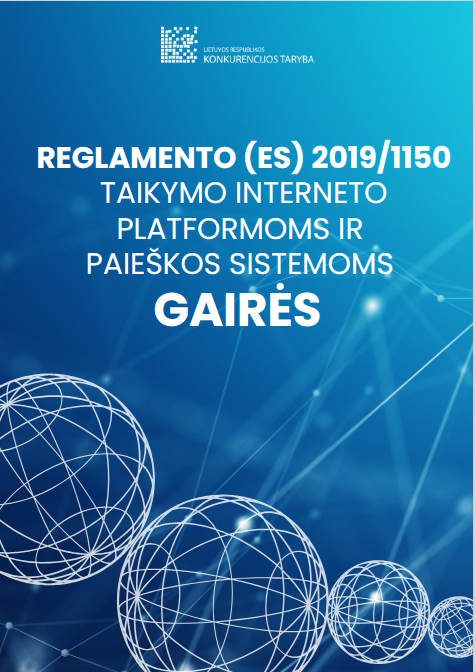 LIETUVOS RESPUBLIKOS
KONKURENCIJOS TARYBA
REGLAMENTO (ES) 2019/1150
TAIKYMO INTERNETO
PLATFORMOMS IR
PAIEŠKOS SISTEMOMS
GAIRĖS